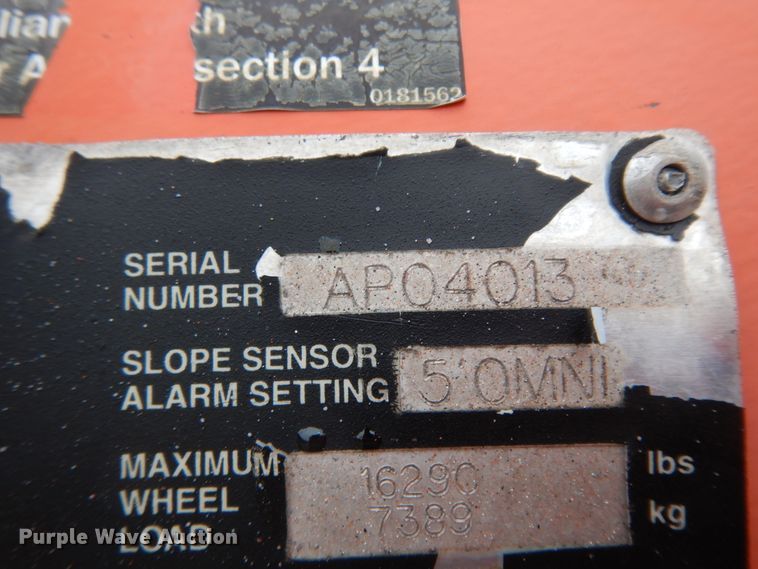 section 4
0181562
SERIAL NUMBER AP04013
SLOPE SENSOR ALARM SETTING 5 OMNI
MAXIMUM WHEEL LOAD
16290 lbs
7389 kg
Purple Wave Auction